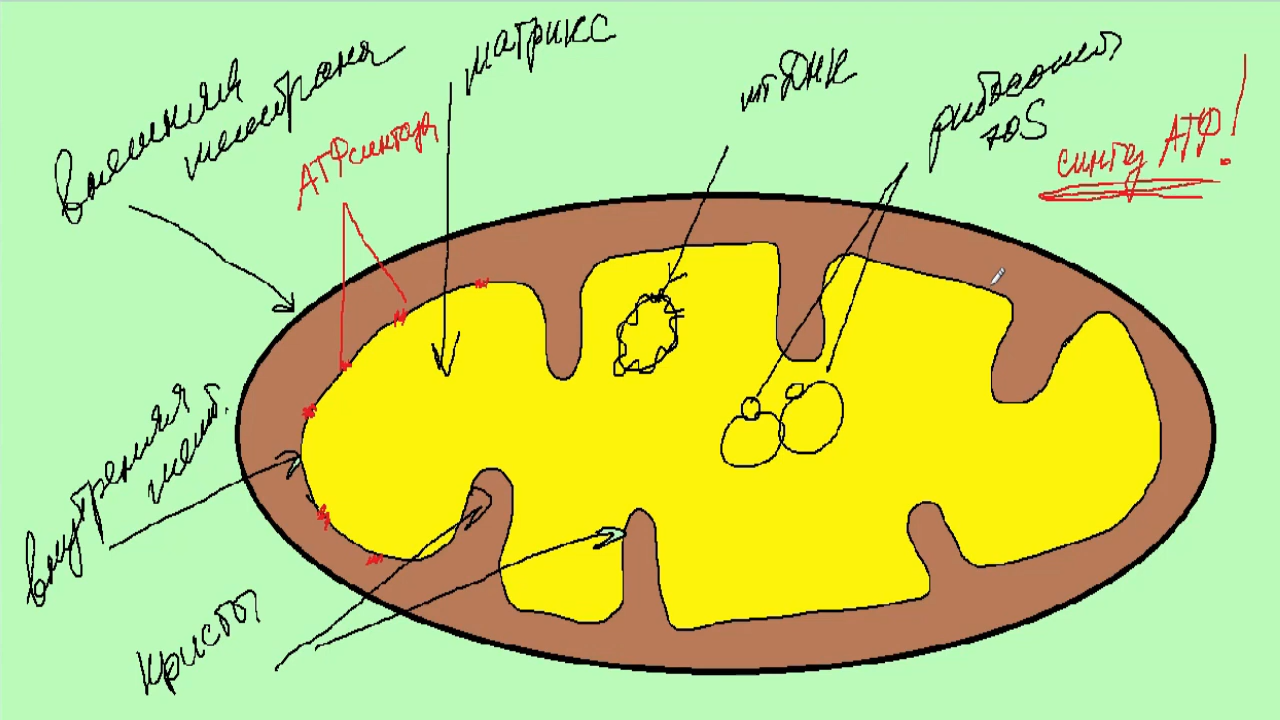 внешняя
мембрана
матрикс
мтДНК
рибосомы
70S
синтез АТФ!
АТФсинтаза
внутренняя
мемб.
кристы